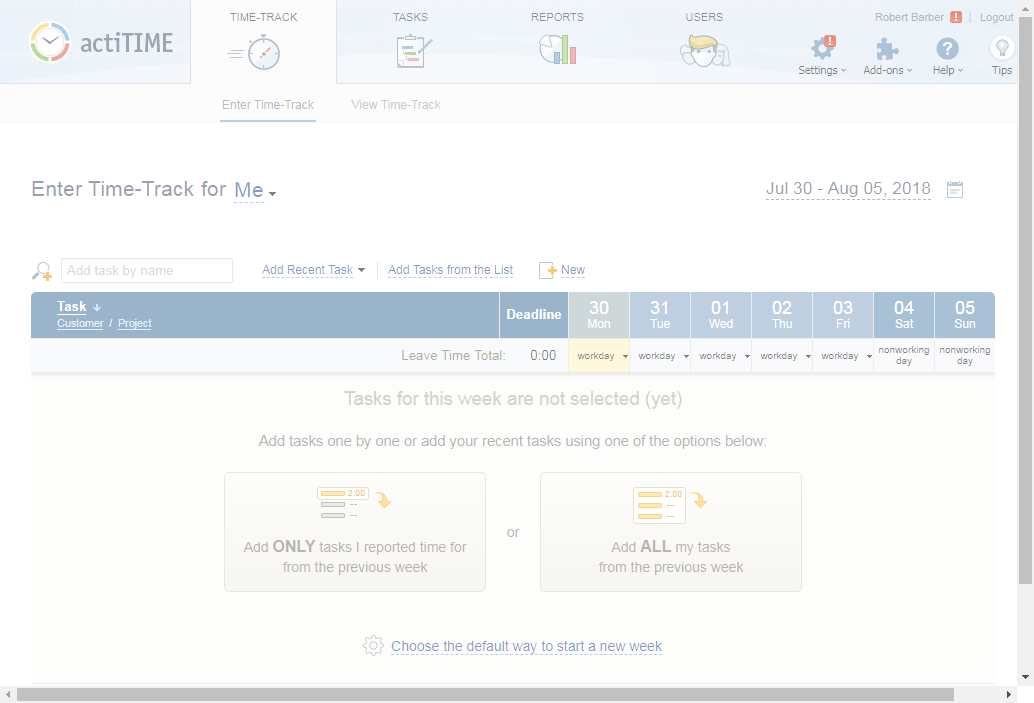 actiTIME
TIME-TRACK
TASKS
REPORTS
USERS
Robert Barber ! | Logout
Settings
Add-ons
? Help
Tips
Enter Time-Track View Time-Track
Enter Time-Track for Me
Jul 30 - Aug 05, 2018
Add task by name
Add Recent Task
Add Tasks from the List
New
Task ↓
Customer / Project
Deadline
30 Mon
31 Tue
01 Wed
02 Thu
03 Fri
04 Sat
05 Sun
Leave Time Total: 0:00 workday workday workday workday workday nonworking day nonworking day
Tasks for this week are not selected (yet)
Add tasks one by one or add your recent tasks using one of the options below:
2:00
--
--
Add ONLY tasks I reported time for
from the previous week
or
2:00
--
--
Add ALL my tasks
from the previous week
Choose the default way to start a new week